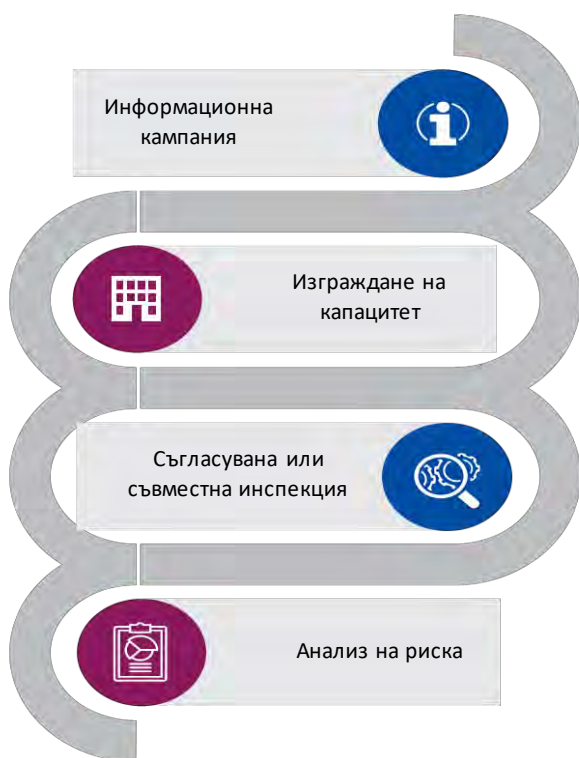 Информационна
кампания
Изграждане на
капацитет
Съгласувана или
съвместна инспекция
Анализ на риска